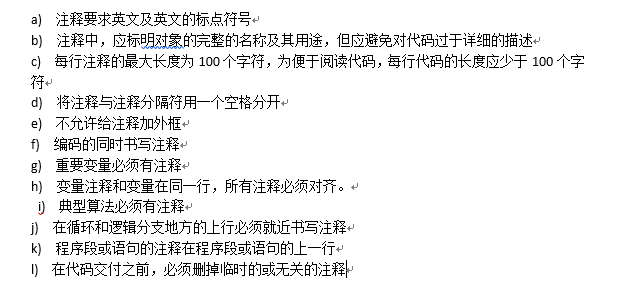 a) 注释要求英文及英文的标点符号
b) 注释中，应标明对象的完整的名称及其用途，但应避免对代码过于详细的描述
c) 每行注释的最大长度为 100 个字符，为便于阅读代码，每行代码的长度应少于 100 个字
符
d) 将注释与注释分隔符用一个空格分开
e) 不允许给注释加外框
f) 编码的同时书写注释
g) 重要变量必须有注释
h) 变量注释和变量在同一行，所有注释必须对齐。
i) 典型算法必须有注释
j) 在循环和逻辑分支地方的上行必须就近书写注释
k) 程序段或语句的注释在程序段或语句的上一行
l) 在代码交付之前，必须删掉临时的或无关的注释